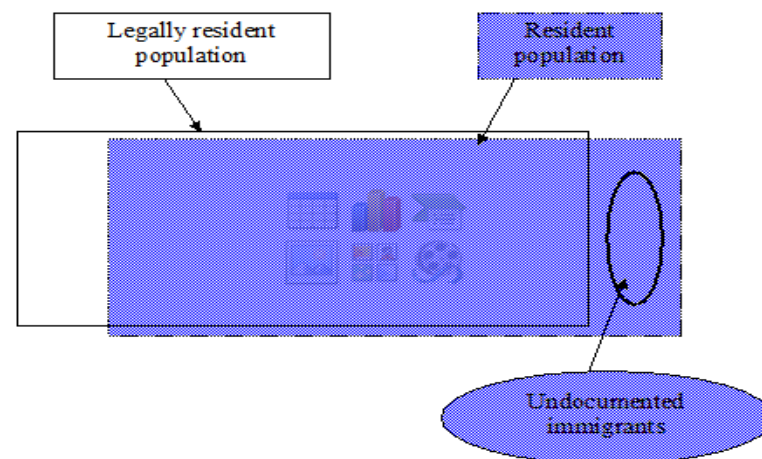 Legally resident
population
Resident
population
Undocumented
immigrants